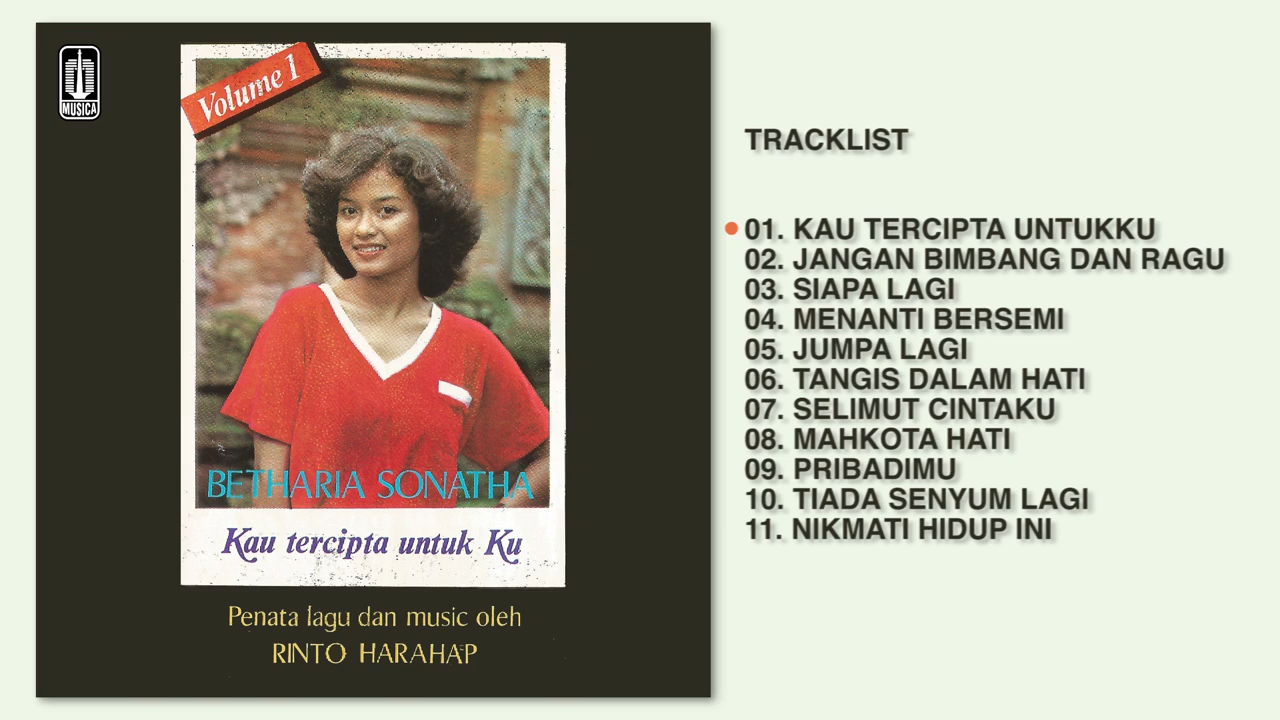 MUSICA
Volume 1
BETHARIA SONATHA
Kau tercipta untuk Ku
Penata lagu dan music oleh
RINTO HARAHAP
TRACKLIST
01. KAU TERCIPTA UNTUKKU
02. JANGAN BIMBANG DAN RAGU
03. SIAPA LAGI
04. MENANTI BERSEMI
05. JUMPA LAGI
06. TANGIS DALAM HATI
07. SELIMUT CINTAKU
08. MAHKOTA HATI
09. PRIBADIMU
10. TIADA SENYUM LAGI
11. NIKMATI HIDUP INI